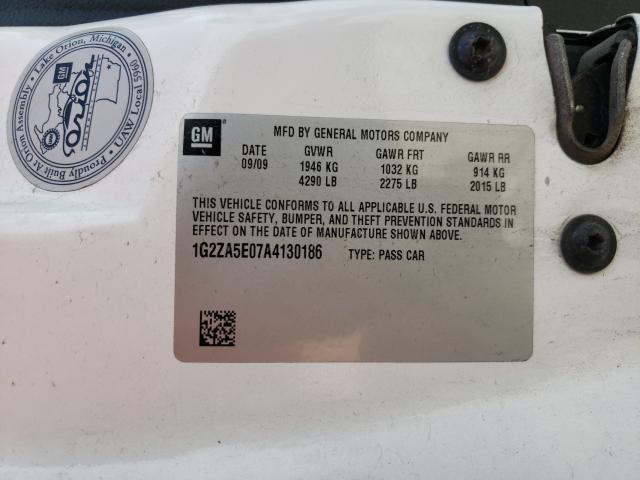 Proudly Built At Orion Assembly • Lake Orion, Michigan •
UAW Local 5960
GM
orion
GM
MFD BY GENERAL MOTORS COMPANY
DATE GVWR GAWR FRT GAWR RR
09/09 1946 KG 1032 KG 914 KG
4290 LB 2275 LB 2015 LB
THIS VEHICLE CONFORMS TO ALL APPLICABLE U.S. FEDERAL MOTOR
VEHICLE SAFETY, BUMPER, AND THEFT PREVENTION STANDARDS IN
EFFECT ON THE DATE OF MANUFACTURE SHOWN ABOVE.
1G2ZA5E07A4130186 TYPE: PASS CAR